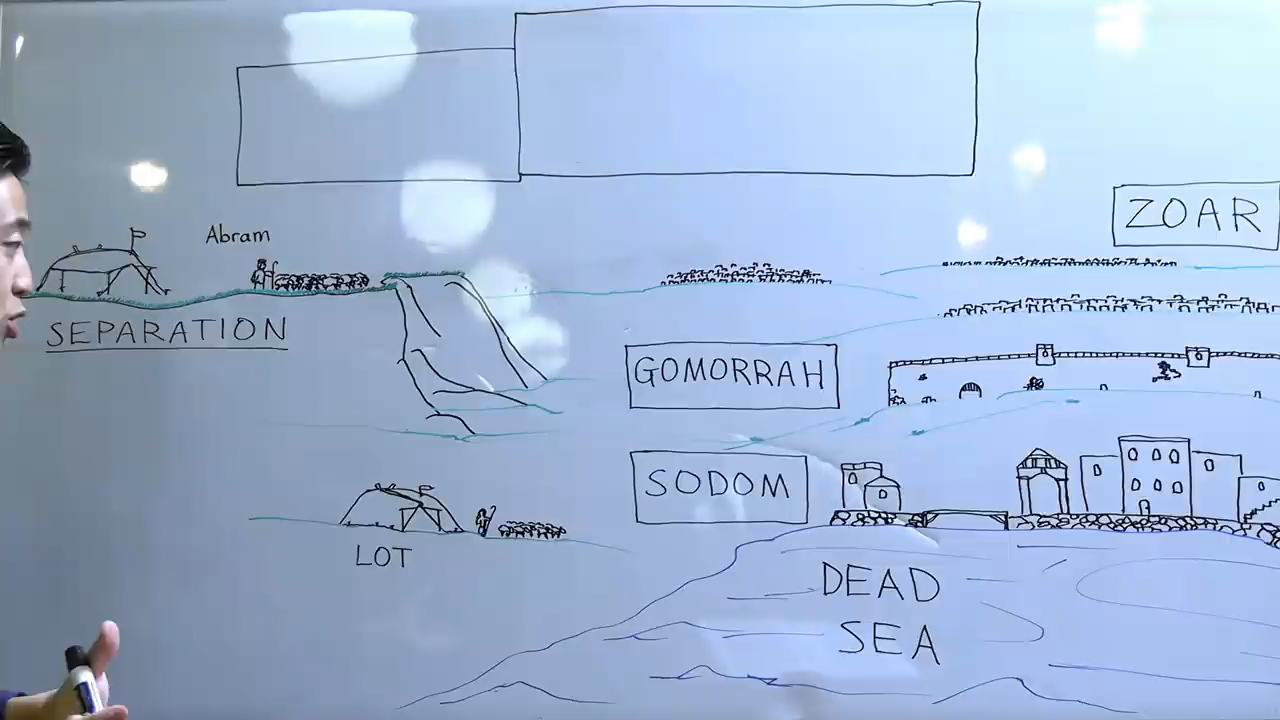 ZOAR
Abram
SEPARATION
GOMORRAH
SODOM
LOT
DEAD
SEA